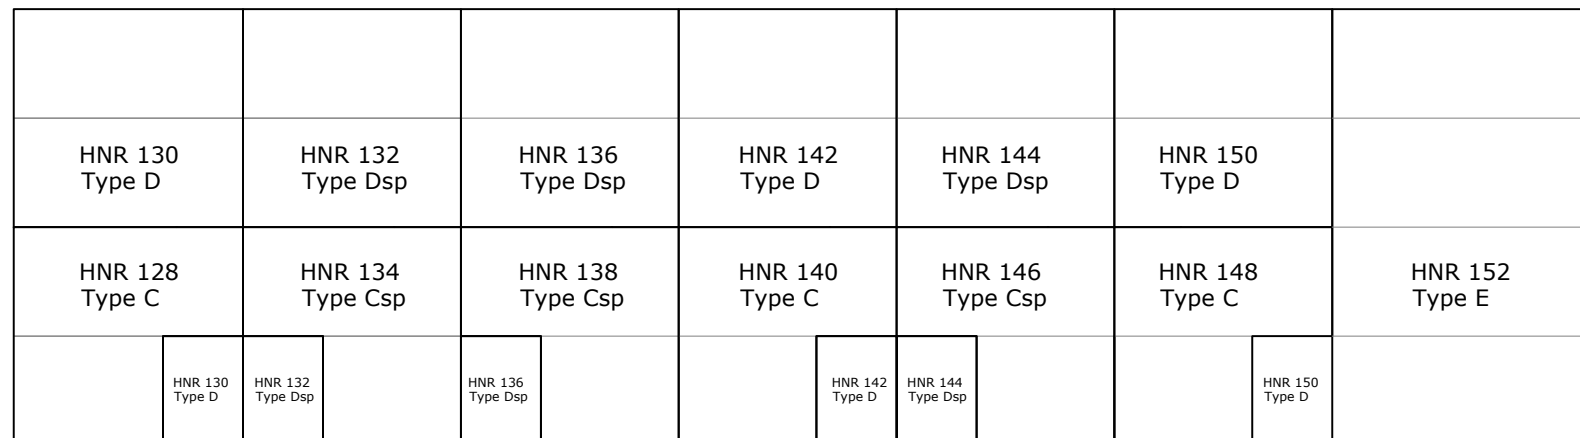 HNR 130
Type D
HNR 132
Type Dsp
HNR 136
Type Dsp
HNR 142
Type D
HNR 144
Type Dsp
HNR 150
Type D
HNR 128
Type C
HNR 134
Type Csp
HNR 138
Type Csp
HNR 140
Type C
HNR 146
Type Csp
HNR 148
Type C
HNR 152
Type E
HNR 130
Type D
HNR 132
Type Dsp
HNR 136
Type Dsp
HNR 142
Type D
HNR 144
Type Dsp
HNR 150
Type D